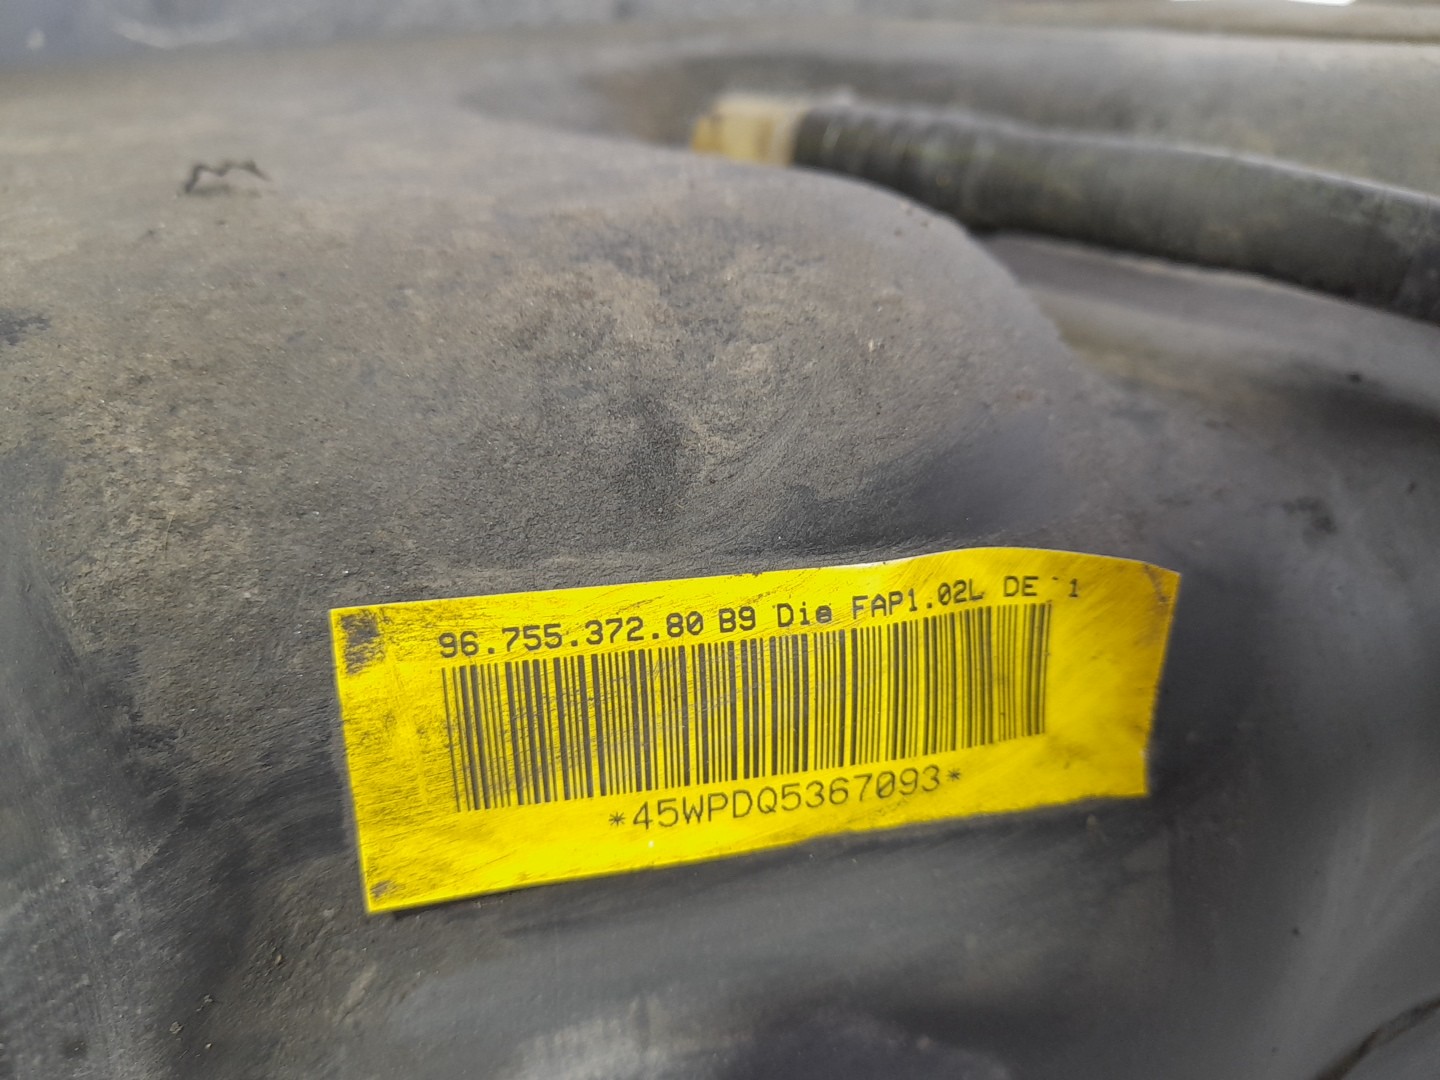 96.755.372.80 B9 Die FAP1.02L DE 1
*45WPDQ5367093*